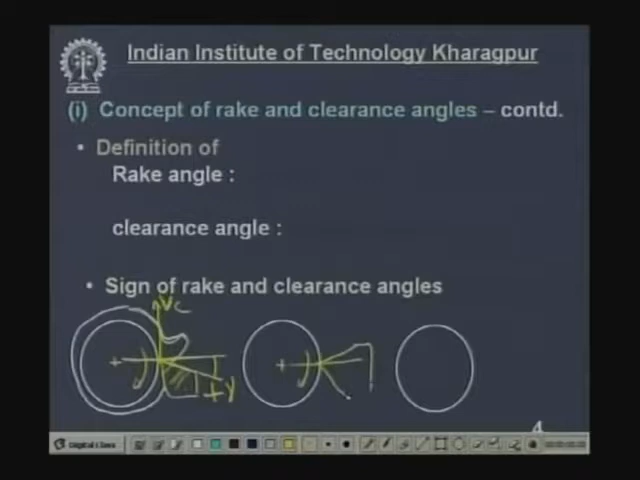 Indian Institute of Technology Kharagpur
(i) Concept of rake and clearance angles – contd.
• Definition of
Rake angle :
clearance angle :
• Sign of rake and clearance angles
Vc
+γ
4